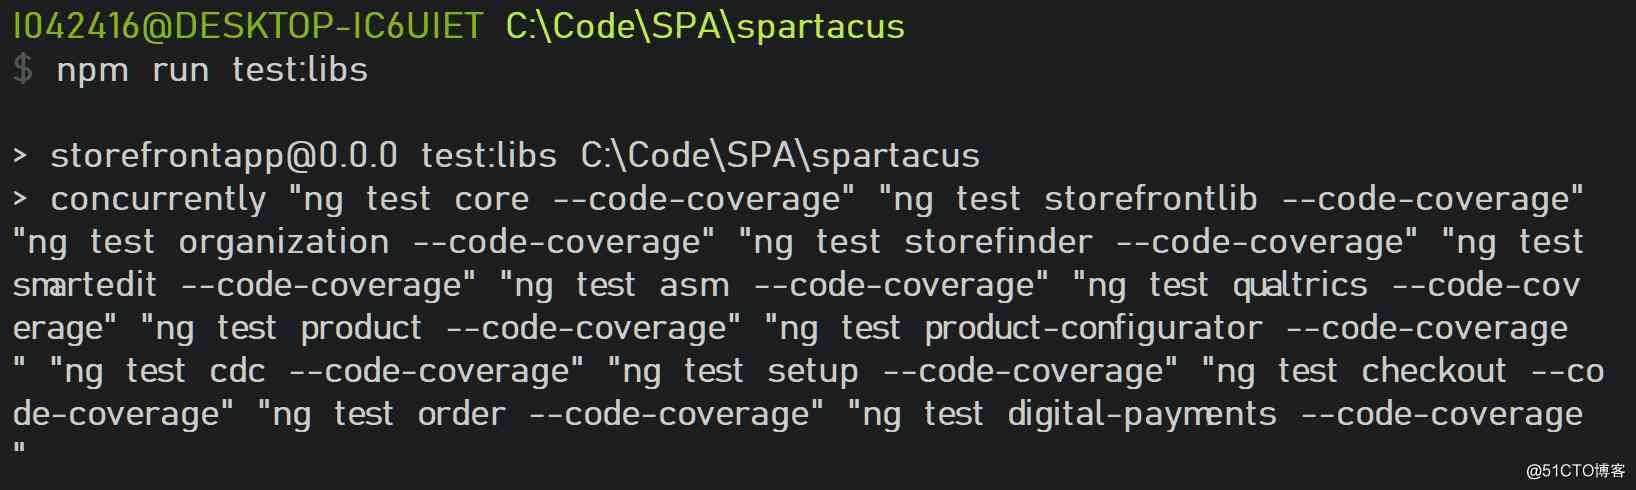 I042416@DESKTOP-IC6UIET C:\Code\SPA\spartacus
$ npm run test:libs
> storefrontapp@0.0.0 test:libs C:\Code\SPA\spartacus
> concurrently "ng test core --code-coverage" "ng test storefrontlib --code-coverage"
"ng test organization --code-coverage" "ng test storefinder --code-coverage" "ng test
smartedit --code-coverage" "ng test asm --code-coverage" "ng test qualtrics --code-cov
erage" "ng test product --code-coverage" "ng test product-configurator --code-coverage
" "ng test cdc --code-coverage" "ng test setup --code-coverage" "ng test checkout --co
de-coverage" "ng test order --code-coverage" "ng test digital-payments --code-coverage
"
@51CTO博客